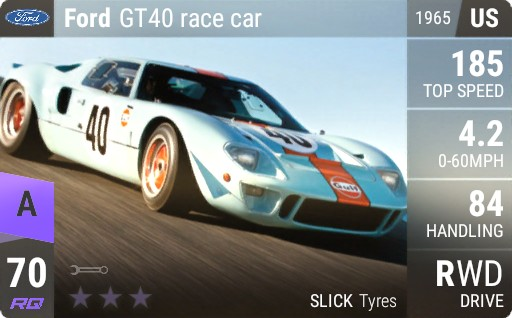 Ford
Ford GT40 race car
1965 US
185
TOP SPEED
4.2
0-60MPH
84
HANDLING
RWD
DRIVE
40
40
Gulf
A
70
RQ
SLICK Tyres